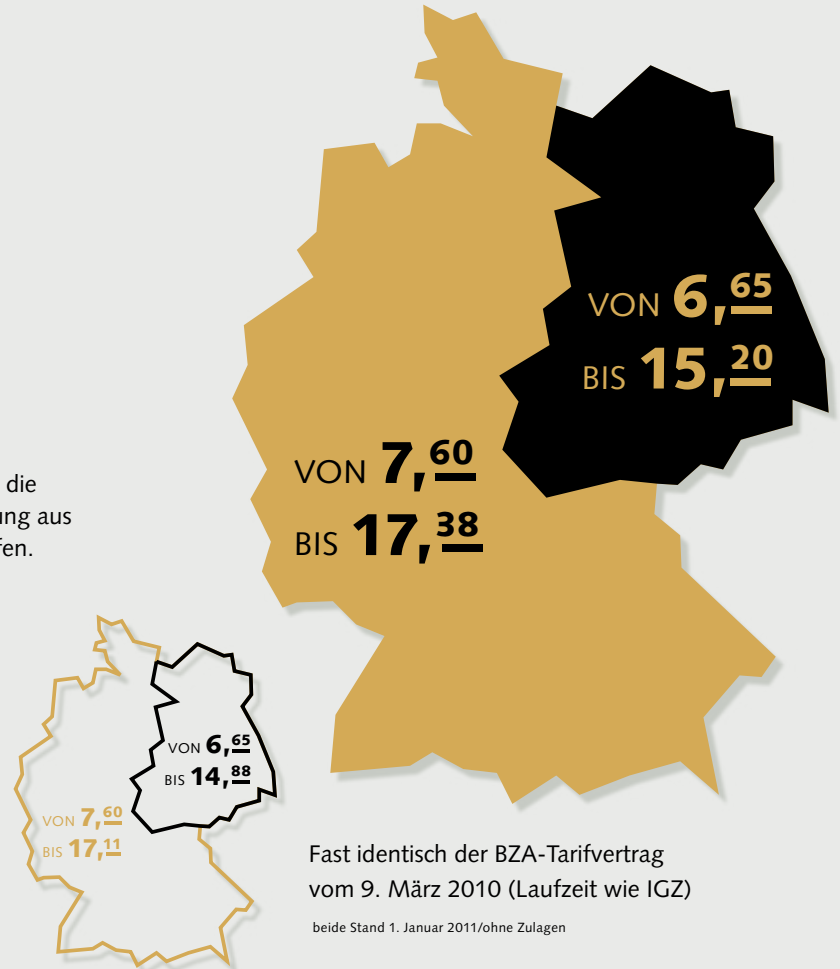 VON 6,65
BIS 15,20
VON 7,60
BIS 17,38
die
aus
VON 6,65
BIS 14,88
VON 7,60
BIS 17,11
Fast identisch der BZA-Tarifvertrag
vom 9. März 2010 (Laufzeit wie IGZ)
beide Stand 1. Januar 2011/ohne Zulagen